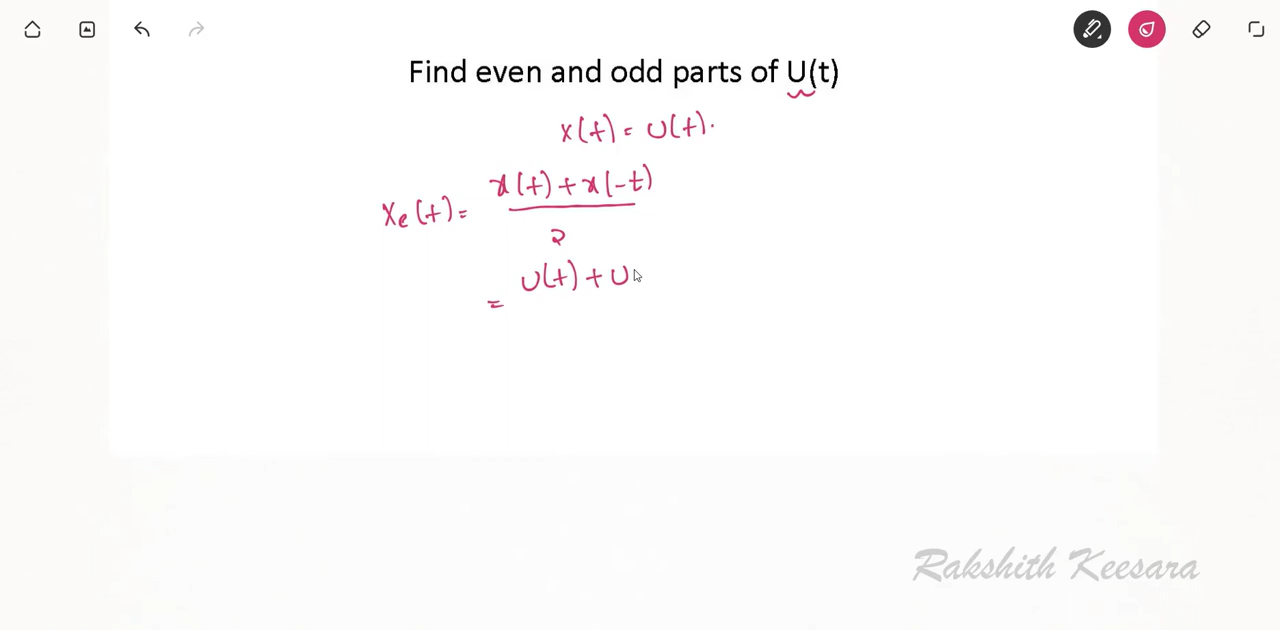 Find even and odd parts of U(t)
x(t) = U(t).
Xe(t) = x(t) + x(-t)
2
= U(t) + U
Rakshith Keesara